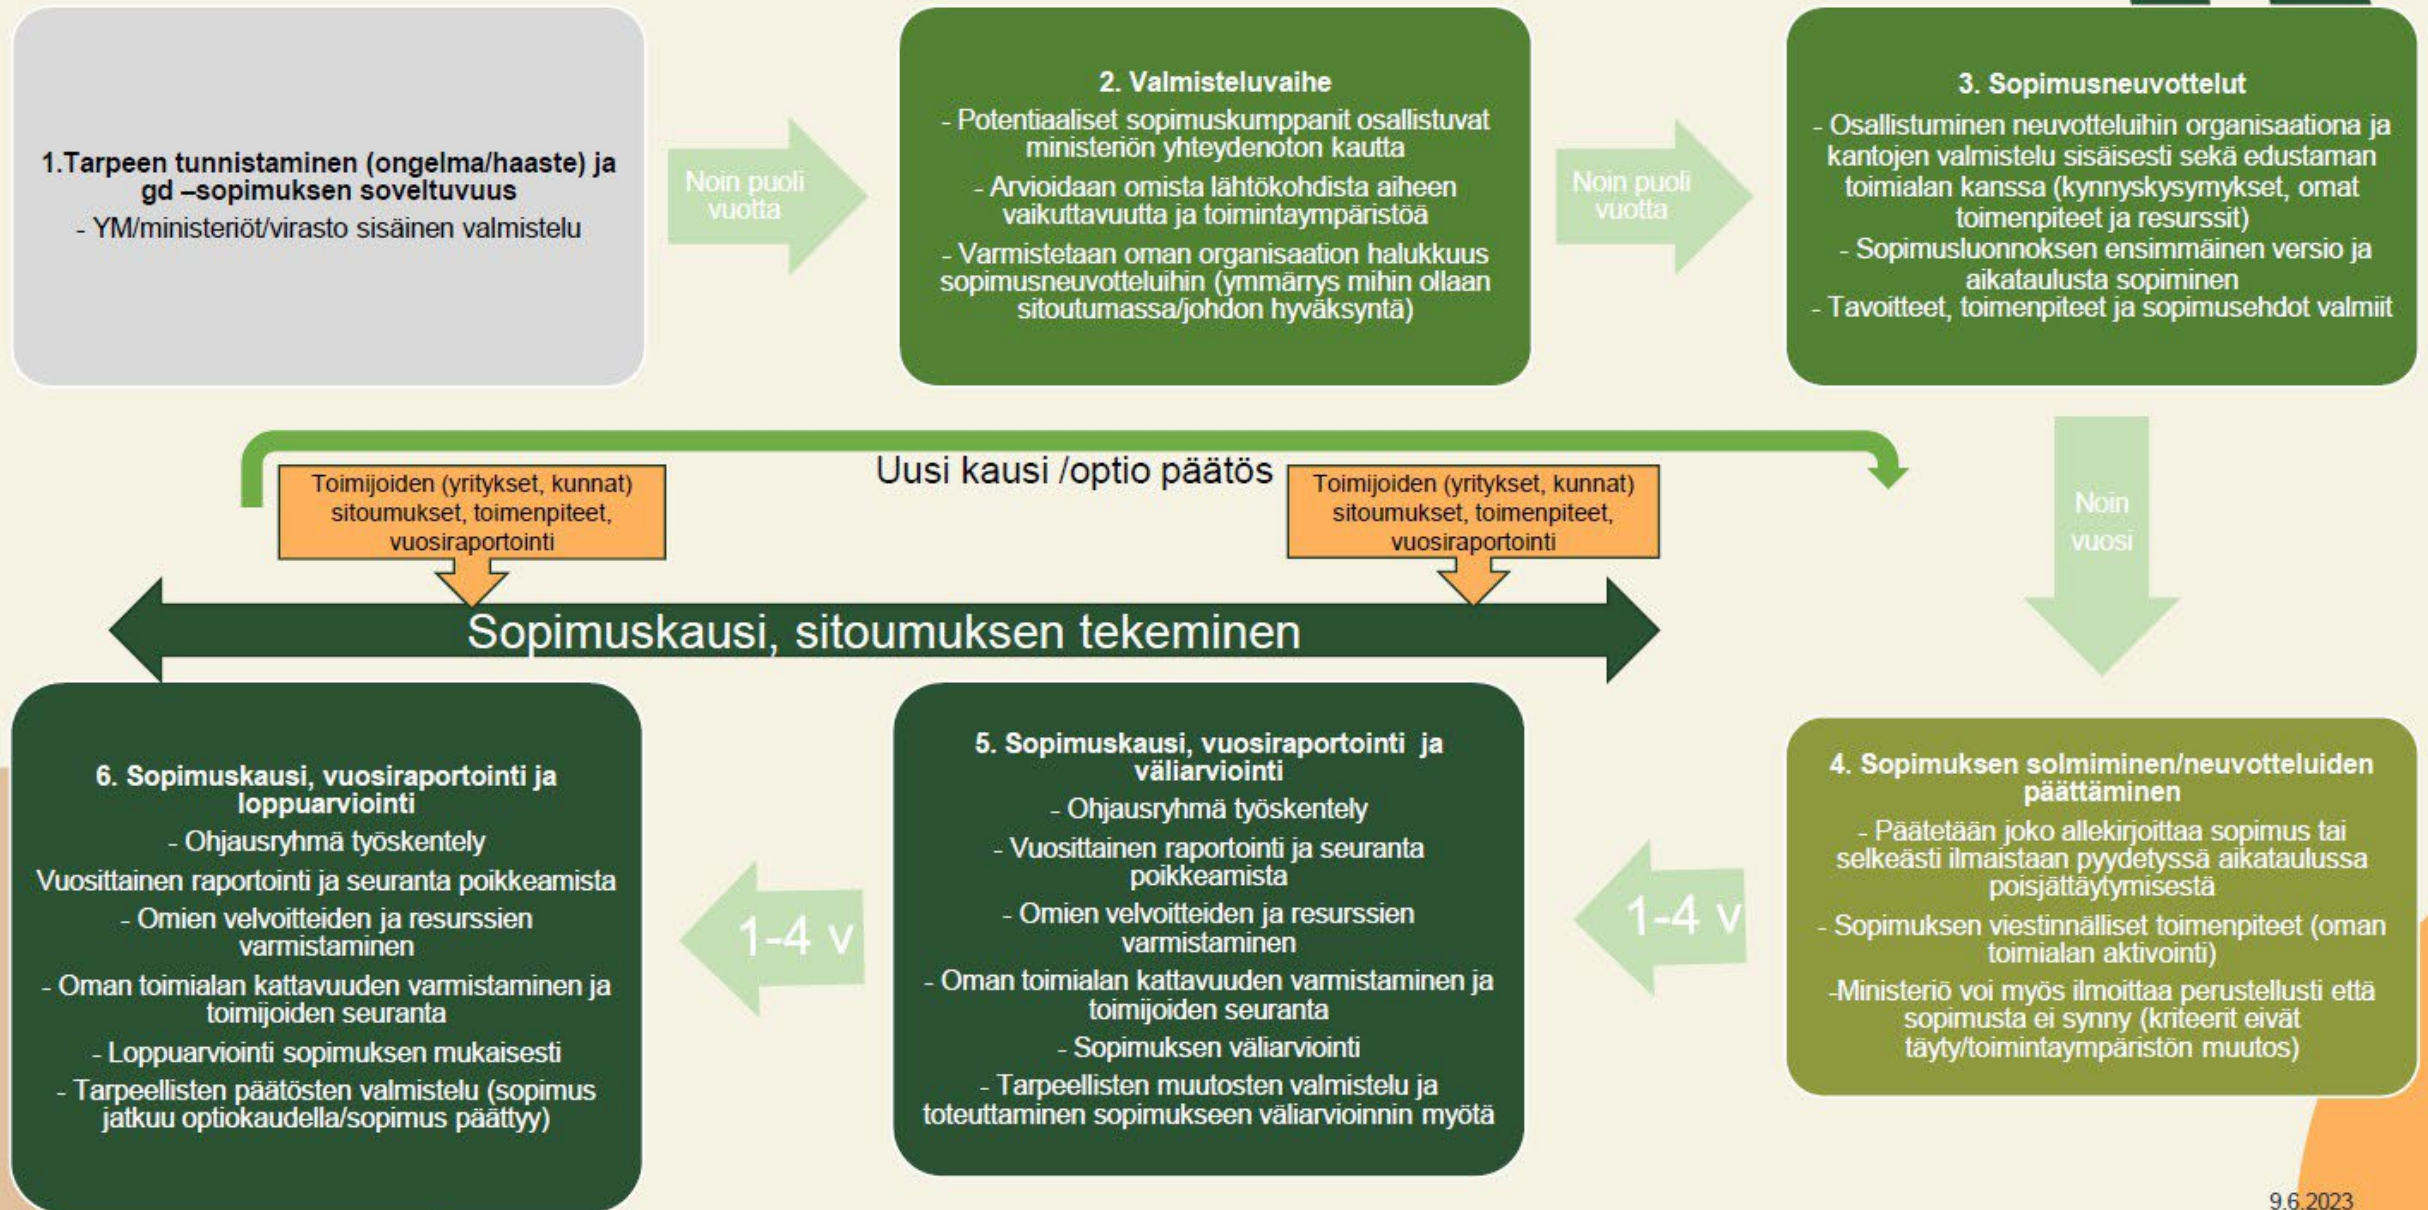 1.Tarpeen tunnistaminen (ongelma/haaste) ja
gd –sopimuksen soveltuvuus
- YM/ministeriöt/virasto sisäinen valmistelu
Noin puoli
vuotta
2. Valmisteluvaihe
- Potentiaaliset sopimuskumppanit osallistuvat
ministeriön yhteydenoton kautta
- Arvioidaan omista lähtökohdista aiheen
vaikuttavuutta ja toimintaympäristöä
- Varmistetaan oman organisaation halukkuus
sopimusneuvotteluihin (ymmärrys mihin ollaan
sitoutumassa/johdon hyväksyntä)
Noin puoli
vuotta
3. Sopimusneuvottelut
- Osallistuminen neuvotteluihin organisaationa ja
kantojen valmistelu sisäisesti sekä edustaman
toimialan kanssa (kynnyskysymykset, omat
toimenpiteet ja resurssit)
- Sopimusluonnoksen ensimmäinen versio ja
aikataulusta sopiminen
- Tavoitteet, toimenpiteet ja sopimusehdot valmiit
Noin
vuosi
Uusi kausi /optio päätös
Toimijoiden (yritykset, kunnat)
sitoumukset, toimenpiteet,
vuosiraportointi
Toimijoiden (yritykset, kunnat)
sitoumukset, toimenpiteet,
vuosiraportointi
Sopimuskausi, sitoumuksen tekeminen
4. Sopimuksen solmiminen/neuvotteluiden
päättäminen
- Päätetään joko allekirjoittaa sopimus tai
selkeästi ilmaistaan pyydetyssä aikataulussa
poisjättäytymisestä
- Sopimuksen viestinnälliset toimenpiteet (oman
toimialan aktivointi)
-Ministeriö voi myös ilmoittaa perustellusti että
sopimusta ei synny (kriteerit eivät
täyty/toimintaympäristön muutos)
1-4 v
5. Sopimuskausi, vuosiraportointi ja
väliarviointi
- Ohjausryhmä työskentely
- Vuosittainen raportointi ja seuranta
poikkeamista
- Omien velvoitteiden ja resurssien
varmistaminen
- Oman toimialan kattavuuden varmistaminen ja
toimijoiden seuranta
- Sopimuksen väliarviointi
- Tarpeellisten muutosten valmistelu ja
toteuttaminen sopimukseen väliarvioinnin myötä
1-4 v
6. Sopimuskausi, vuosiraportointi ja
loppuarviointi
- Ohjausryhmä työskentely
Vuosittainen raportointi ja seuranta poikkeamista
- Omien velvoitteiden ja resurssien
varmistaminen
- Oman toimialan kattavuuden varmistaminen ja
toimijoiden seuranta
- Loppuarviointi sopimuksen mukaisesti
- Tarpeellisten päätösten valmistelu (sopimus
jatkuu optiokaudella/sopimus päättyy)
9.6.2023